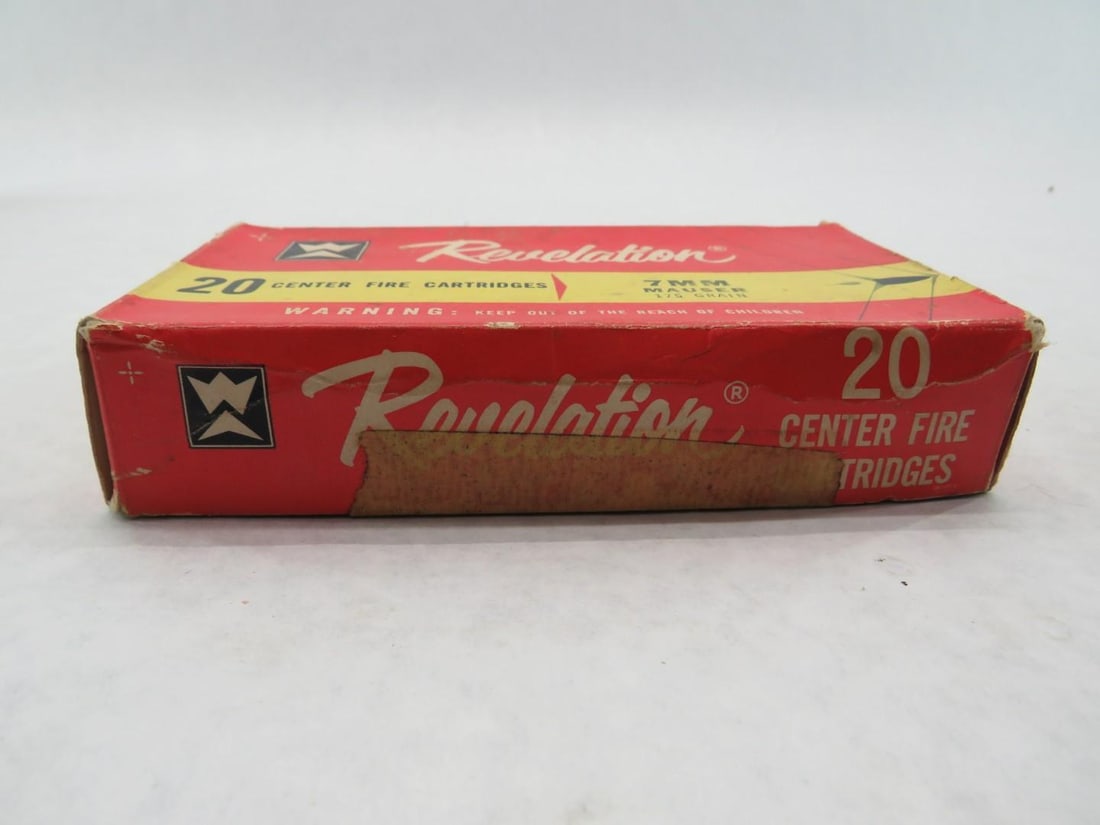 Revelation®
20 CENTER FIRE CARTRIDGES
7MM
MAUSER
175 GRAIN
WARNING: KEEP OUT OF THE REACH OF CHILDREN
W
Revelation®
20
CENTER FIRE
TRIDGES